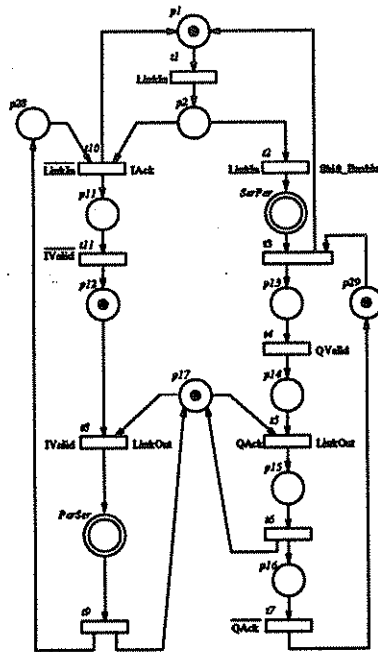 p1
t1
LinkIn
p28
p2
t10
LinkIn
IAck
t2
LinkIn
Shift_Enable
p11
SerPar
t11
IValid
t3
p12
p13
p29
t4
QValid
p17
p14
t8
IValid
LinkOut
t5
QAck
LinkOut
p15
ParSer
t6
p16
t9
t7
QAck